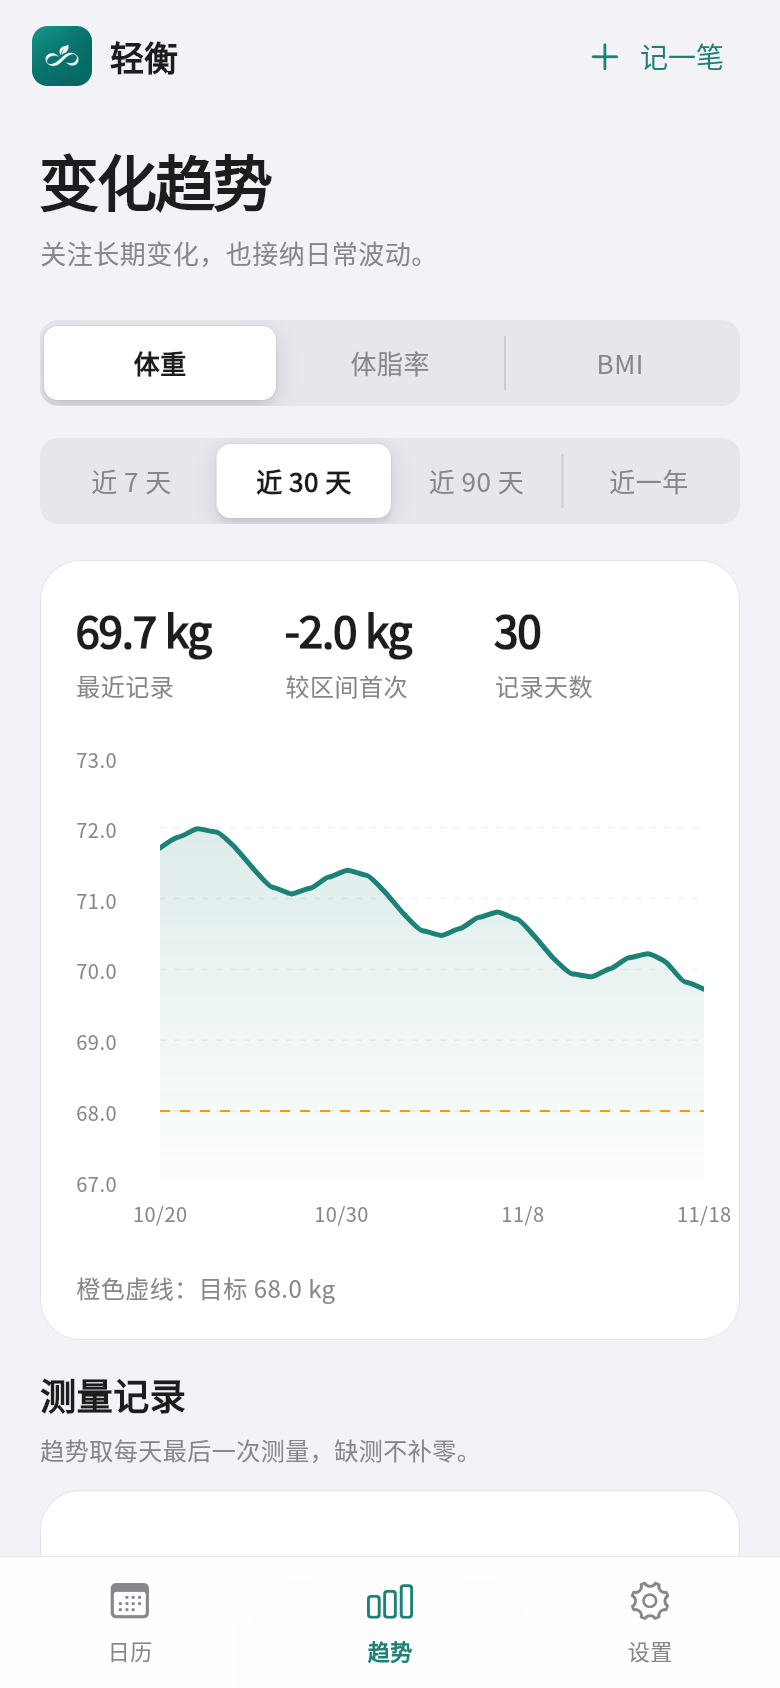 轻衡
记一笔
变化趋势
关注长期变化，也接纳日常波动。
体重 体脂率 BMI
近 7 天 近 30 天 近 90 天 近一年
69.7 kg -2.0 kg 30
最近记录 较区间首次 记录天数
73.0
72.0
71.0
70.0
69.0
68.0
67.0
10/20 10/30 11/8 11/18
橙色虚线：目标 68.0 kg
测量记录
趋势取每天最后一次测量，缺测不补零。
日历 趋势 设置